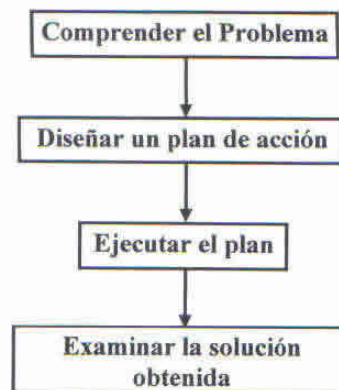 Comprender el Problema
Diseñar un plan de acción
Ejecutar el plan
Examinar la solución
obtenida